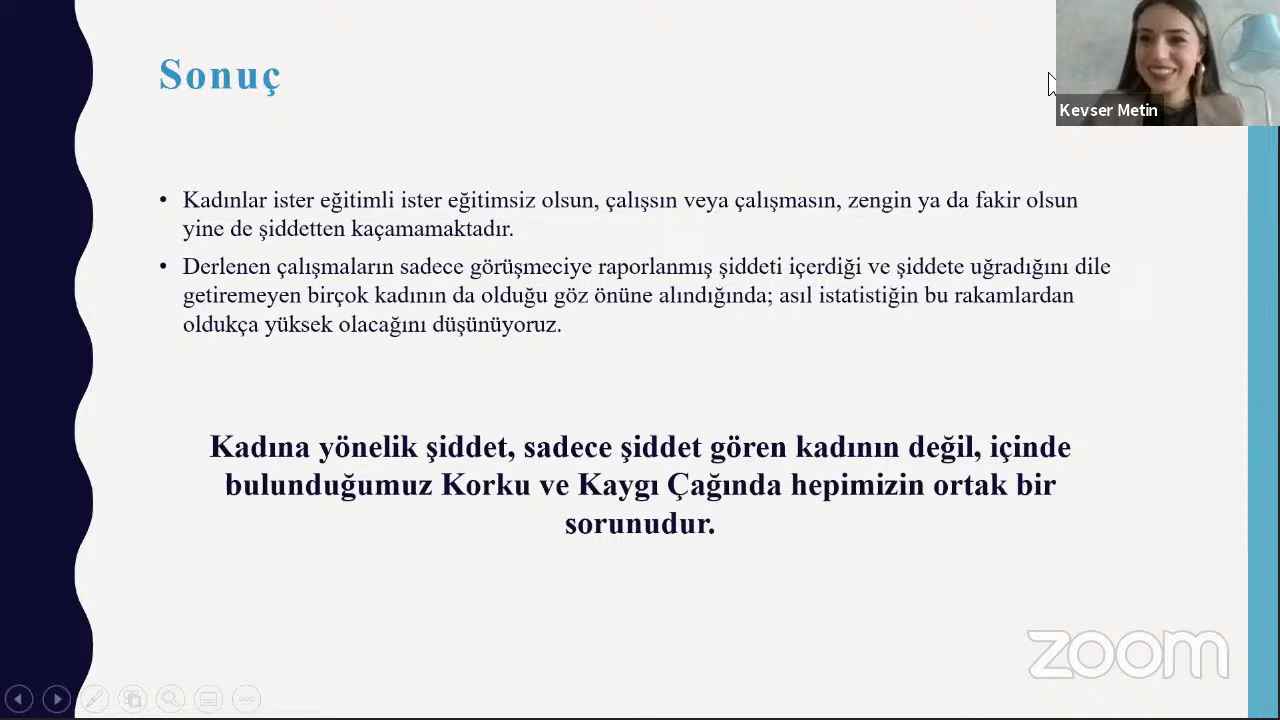 Sonuç
Kevser Metin
• Kadınlar ister eğitimli ister eğitimsiz olsun, çalışsın veya çalışmasın, zengin ya da fakir olsun
yine de şiddetten kaçamamaktadır.
• Derlenen çalışmaların sadece görüşmeciye raporlanmış şiddeti içerdiği ve şiddete uğradığını dile
getiremeyen birçok kadının da olduğu göz önüne alındığında; asıl istatistiğin bu rakamlardan
oldukça yüksek olacağını düşünüyoruz.
Kadına yönelik şiddet, sadece şiddet gören kadının değil, içinde
bulunduğumuz Korku ve Kaygı Çağında hepimizin ortak bir
sorunudur.
zoom